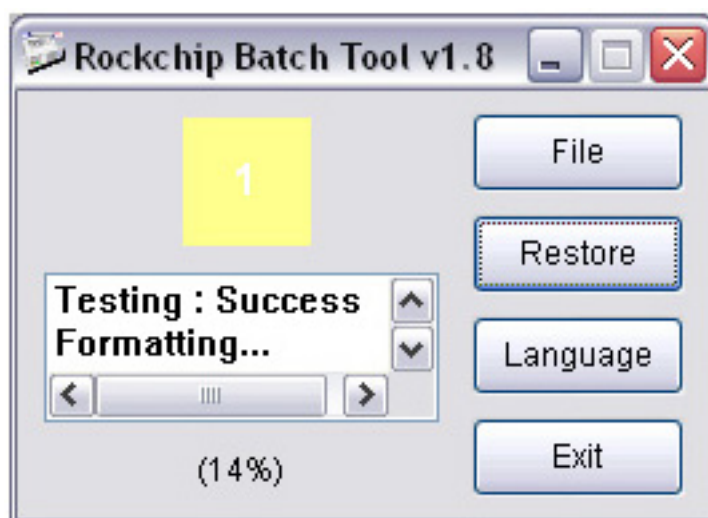 Rockchip Batch Tool v1.8
1
File
Restore
Testing : Success
Formatting...
Language
(14%)
Exit